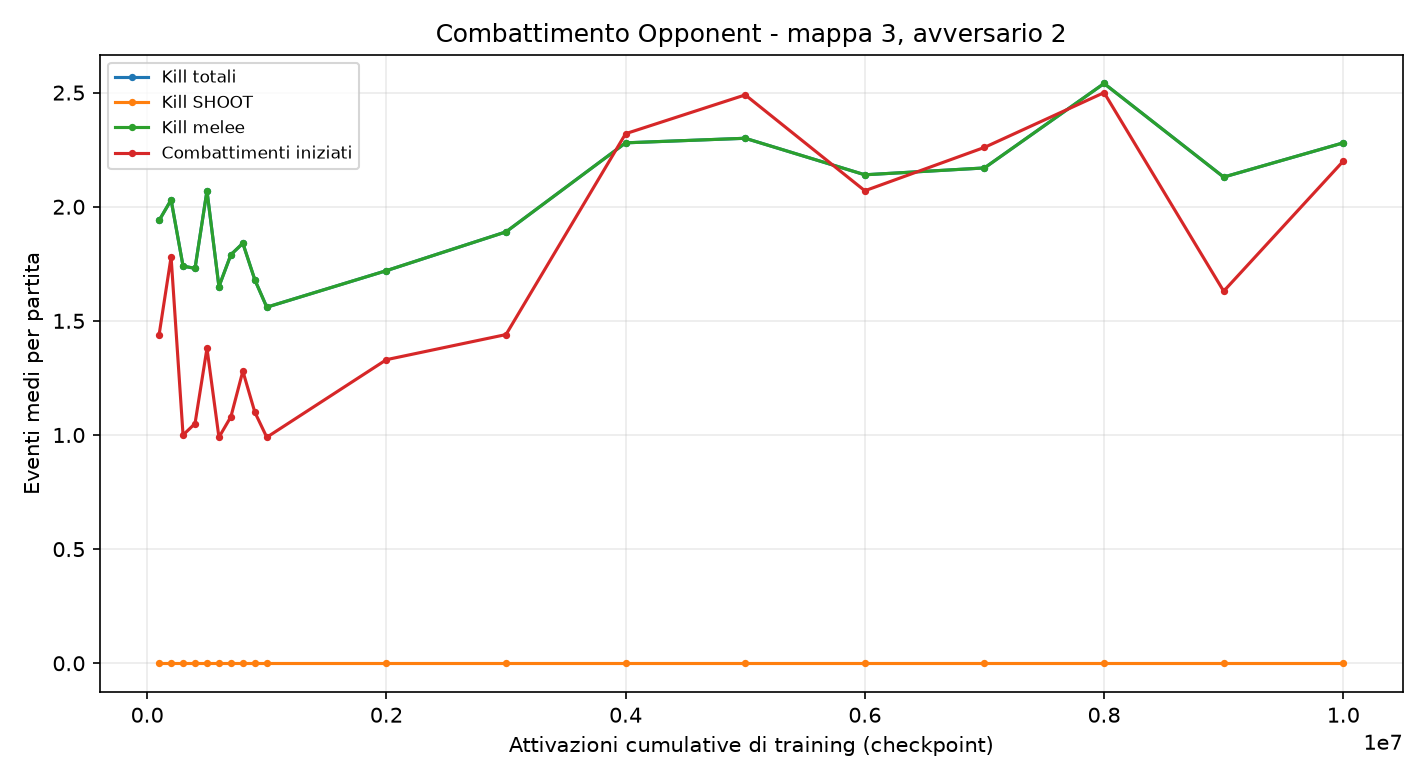 Combattimento Opponent - mappa 3, avversario 2
Kill totali
Kill SHOOT
Kill melee
Combattimenti iniziati
Eventi medi per partita
2.5
2.0
1.5
1.0
0.5
0.0
0.0 0.2 0.4 0.6 0.8 1.0
1e7
Attivazioni cumulative di training (checkpoint)